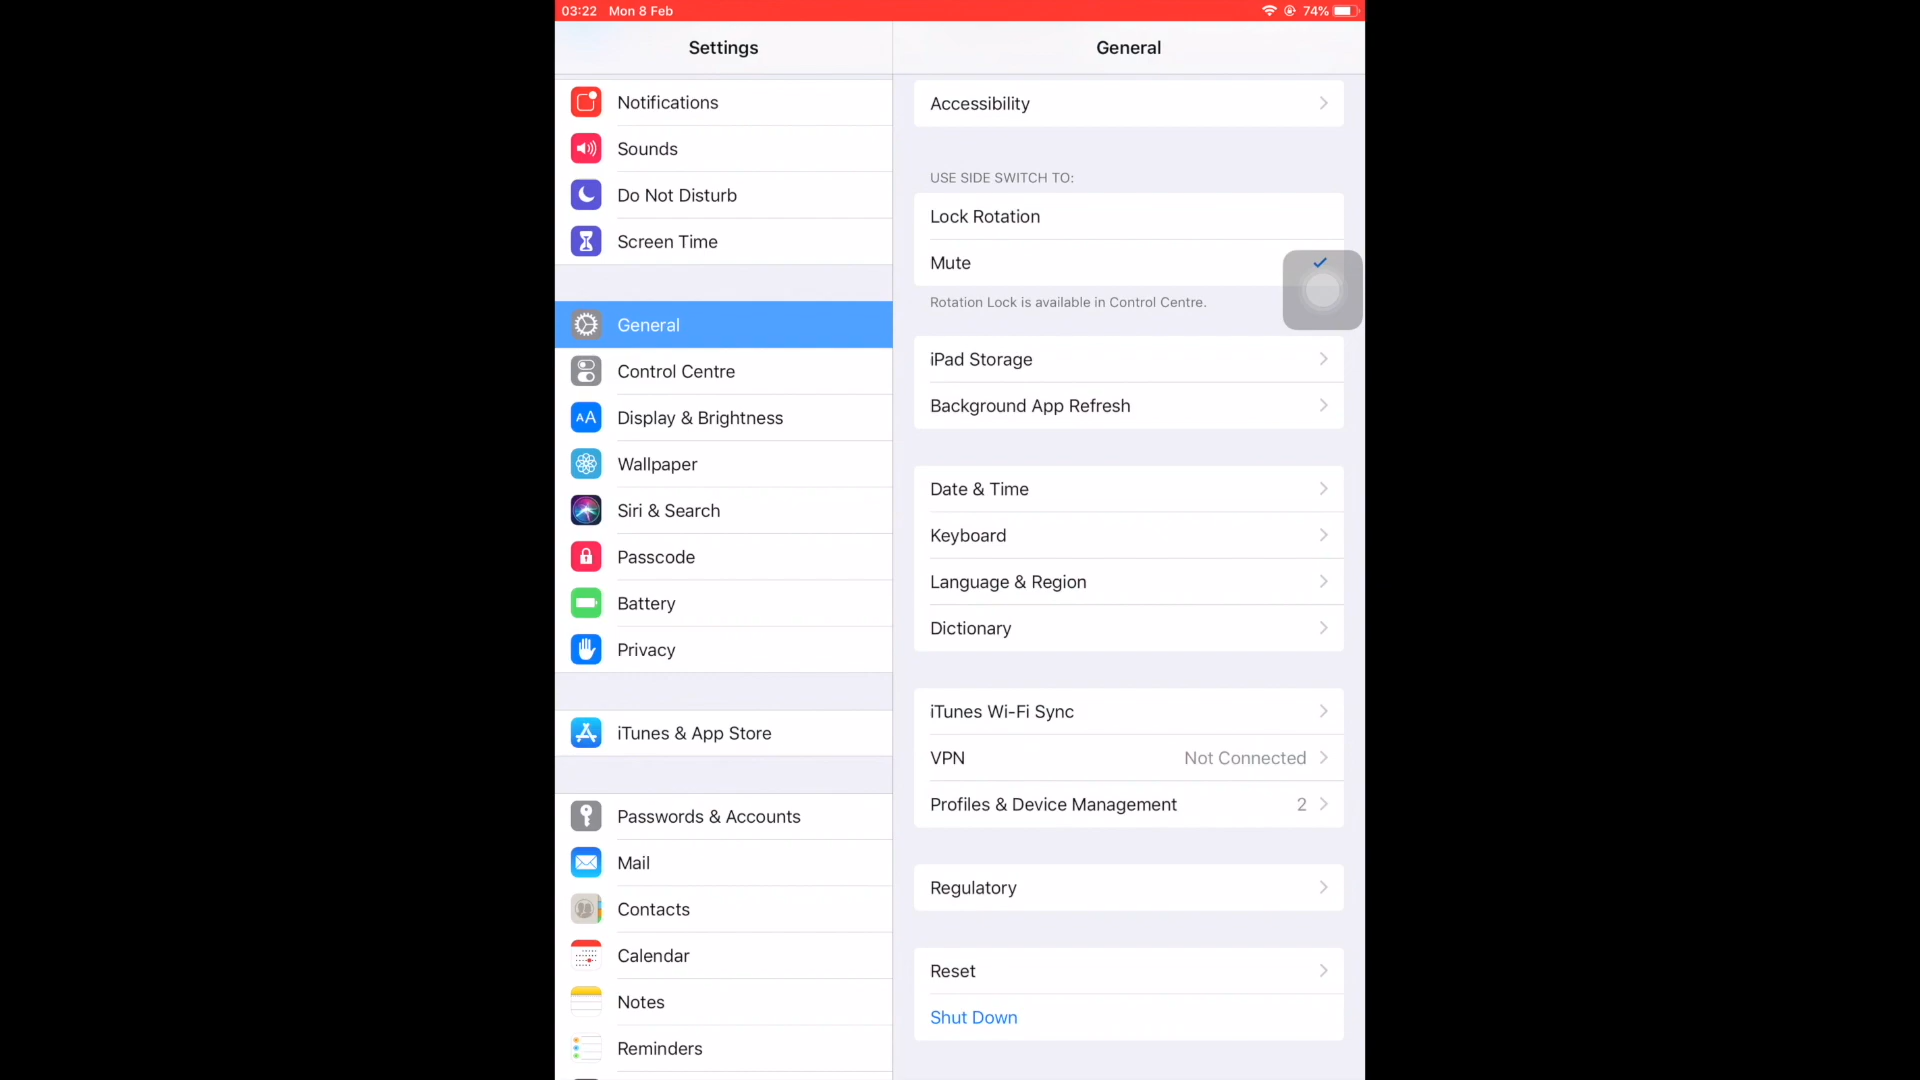 03:22 Mon 8 Feb
74%
Settings
Notifications
Sounds
Do Not Disturb
Screen Time
General
Control Centre
AA
Display & Brightness
Wallpaper
Siri & Search
Passcode
Battery
Privacy
iTunes & App Store
Passwords & Accounts
Mail
Contacts
Calendar
Notes
Reminders
General
Accessibility
USE SIDE SWITCH TO:
Lock Rotation
Mute
Rotation Lock is available in Control Centre.
iPad Storage
Background App Refresh
Date & Time
Keyboard
Language & Region
Dictionary
iTunes Wi-Fi Sync
VPN Not Connected
Profiles & Device Management 2
Regulatory
Reset
Shut Down